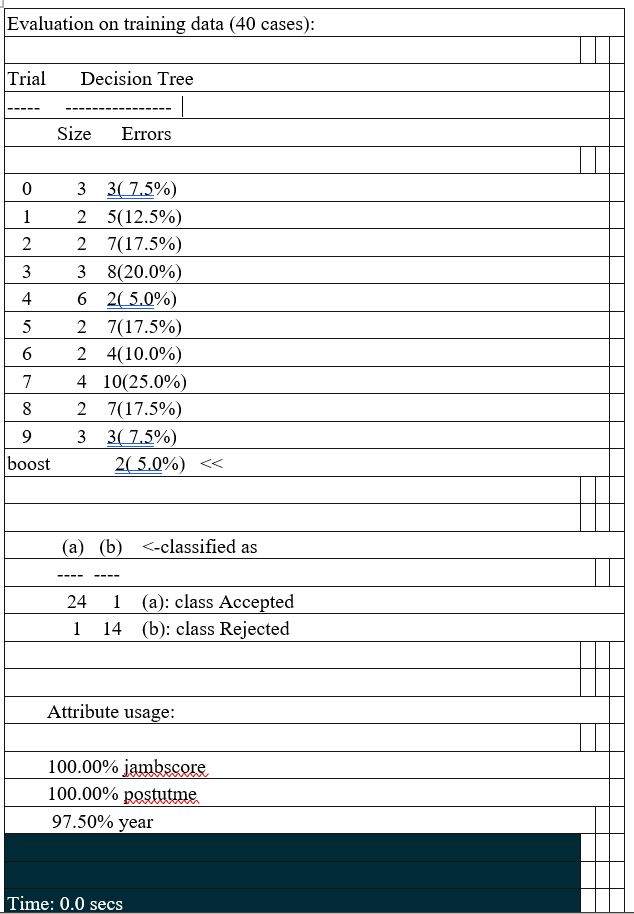 Evaluation on training data (40 cases):
Trial Decision Tree
----- ----------------
Size Errors
0 3 3( 7.5%)
1 2 5(12.5%)
2 2 7(17.5%)
3 3 8(20.0%)
4 6 2( 5.0%)
5 2 7(17.5%)
6 2 4(10.0%)
7 4 10(25.0%)
8 2 7(17.5%)
9 3 3( 7.5%)
boost 2( 5.0%) <<
(a) (b) <-classified as
---- ----
24 1 (a): class Accepted
1 14 (b): class Rejected
Attribute usage:
100.00% jambscore
100.00% postutme
97.50% year
Time: 0.0 secs